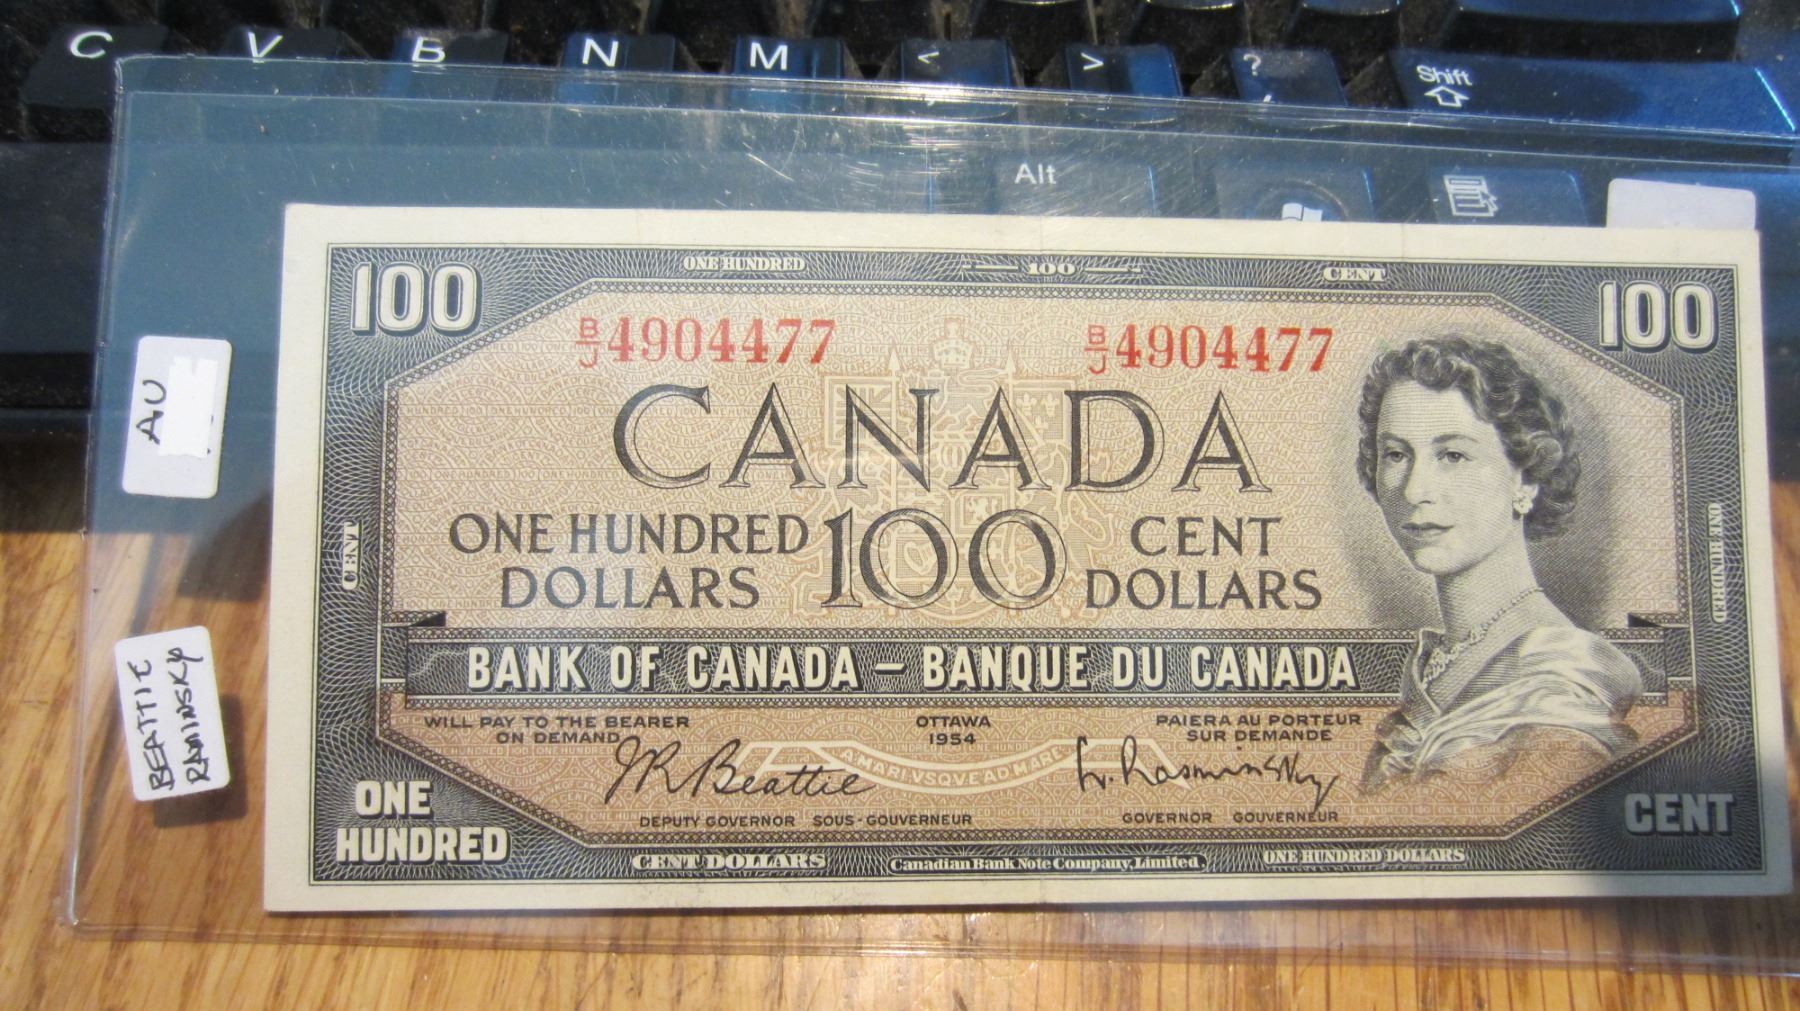 C V B N M < > ? Shift
, ,
Alt
100 ONE HUNDRED 100 CENT 100
B/J 4904477 B/J 4904477
CANADA
ONE HUNDRED DOLLARS 100 CENT DOLLARS
CENT
ONE HUNDRED
BANK OF CANADA – BANQUE DU CANADA
WILL PAY TO THE BEARER
ON DEMAND
OTTAWA
1954
PAIERA AU PORTEUR
SUR DEMANDE
A MARI VSQVE AD MARE
JR Beattie
L. Rasminsky
DEPUTY GOVERNOR SOUS-GOUVERNEUR
GOVERNOR GOUVERNEUR
ONE
HUNDRED
CENT
CENT DOLLARS
Canadian Bank Note Company, Limited.
ONE HUNDRED DOLLARS
AU
BEATTIE
RAMINSKY